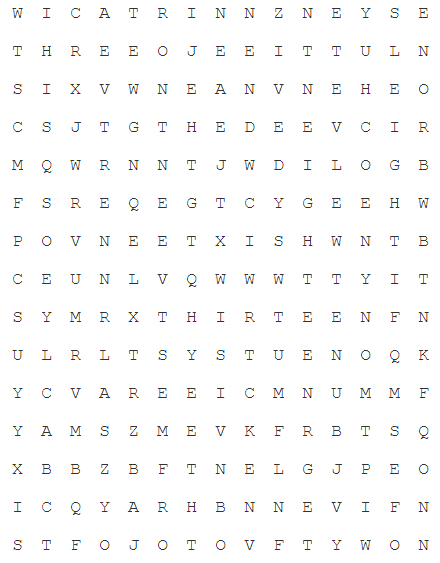 W I C A T R I N N Z N E Y S E
T H R E E O J E E I T T U L N
S I X V W N E A N V N E H E O
C S J T G T H E D E E V C I R
M Q W R N N T J W D I L O G B
F S R E Q E G T C Y G E E H W
P O V N E E T X I S H W N T B
C E U N L V Q W W W T T Y I T
S Y M R X T H I R T E E N F N
U L R L T S Y S T U E N O Q K
Y C V A R E E I C M N U M M F
Y A M S Z M E V K F R B T S Q
X B B Z B F T N E L G J P E O
I C Q Y A R H B N N E V I F N
S T F O J O T O V F T Y W O N